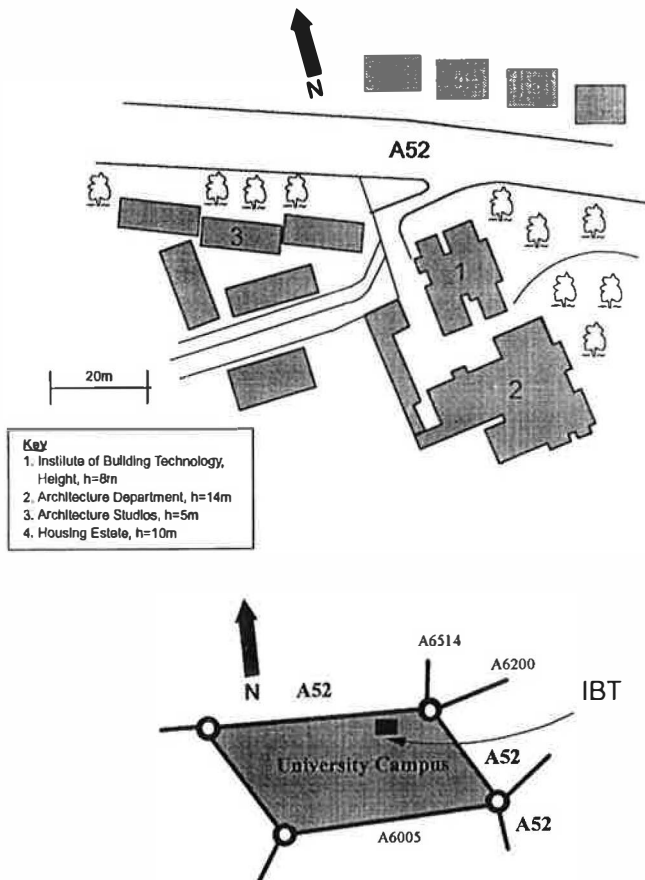 N
A52
1
3
2
20m
Key
1. Institute of Building Technology,
Height, h=8m
2. Architecture Department, h=14m
3. Architecture Studios, h=5m
4. Housing Estate, h=10m
A6514
A6200
N
A52
IBT
University Campus
A52
A6005
A52